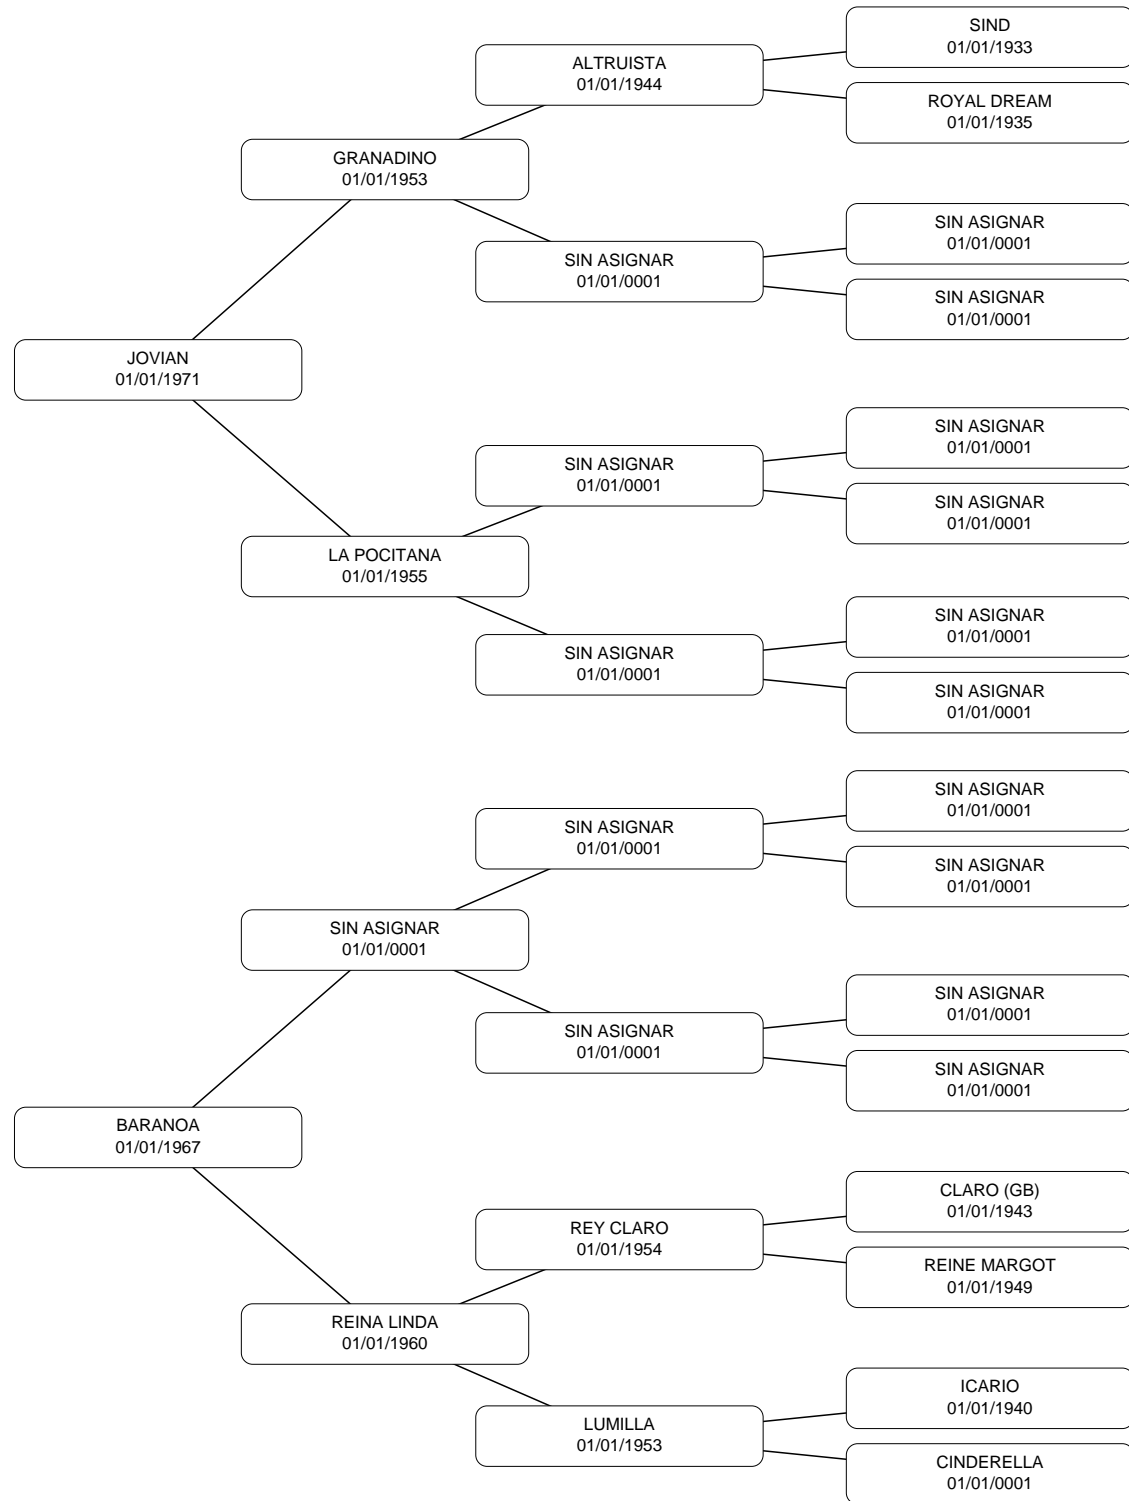 SIND
01/01/1933
ALTRUISTA
01/01/1944
ROYAL DREAM
01/01/1935
GRANADINO
01/01/1953
SIN ASIGNAR
01/01/0001
SIN ASIGNAR
01/01/0001
SIN ASIGNAR
01/01/0001
JOVIAN
01/01/1971
SIN ASIGNAR
01/01/0001
SIN ASIGNAR
01/01/0001
SIN ASIGNAR
01/01/0001
LA POCITANA
01/01/1955
SIN ASIGNAR
01/01/0001
SIN ASIGNAR
01/01/0001
SIN ASIGNAR
01/01/0001
SIN ASIGNAR
01/01/0001
SIN ASIGNAR
01/01/0001
SIN ASIGNAR
01/01/0001
SIN ASIGNAR
01/01/0001
SIN ASIGNAR
01/01/0001
SIN ASIGNAR
01/01/0001
SIN ASIGNAR
01/01/0001
BARANOA
01/01/1967
CLARO (GB)
01/01/1943
REY CLARO
01/01/1954
REINE MARGOT
01/01/1949
REINA LINDA
01/01/1960
ICARIO
01/01/1940
LUMILLA
01/01/1953
CINDERELLA
01/01/0001